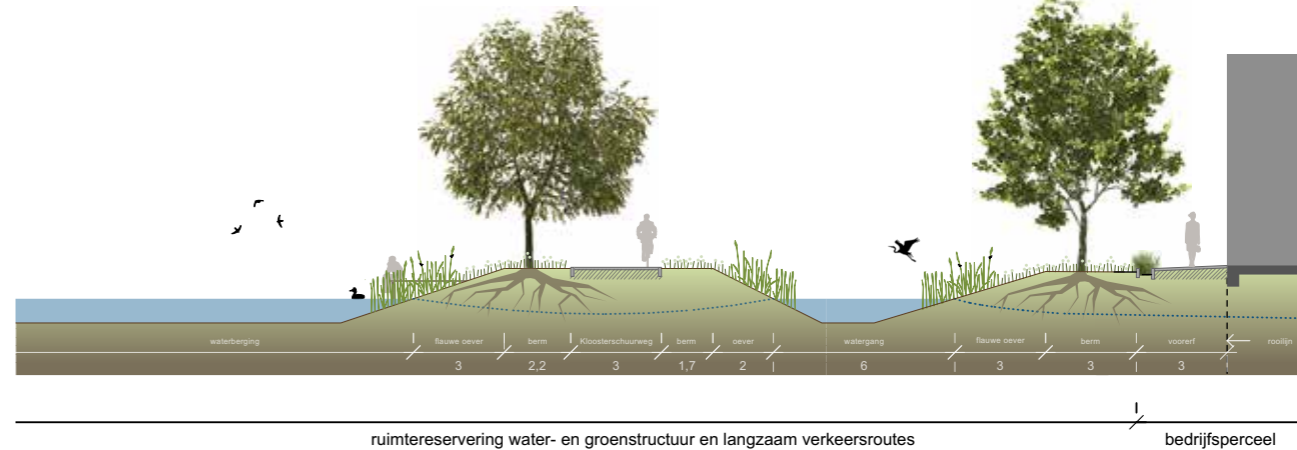 waterberging flauwe oever berm Kloosterschuurweg berm oever watergang flauwe oever berm voorerf rooilijn
3 2,2 3 1,7 2 6 3 3 3
ruimtereservering water- en groenstructuur en langzaam verkeersroutes bedrijfsperceel